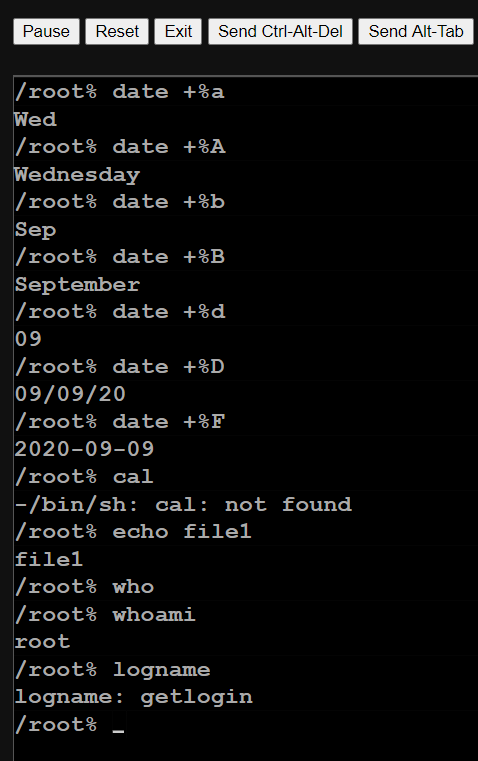 Pause Reset Exit Send Ctrl-Alt-Del Send Alt-Tab
/root% date +%a
Wed
/root% date +%A
Wednesday
/root% date +%b
Sep
/root% date +%B
September
/root% date +%d
09
/root% date +%D
09/09/20
/root% date +%F
2020-09-09
/root% cal
-/bin/sh: cal: not found
/root% echo file1
file1
/root% who
/root% whoami
root
/root% logname
logname: getlogin
/root% _